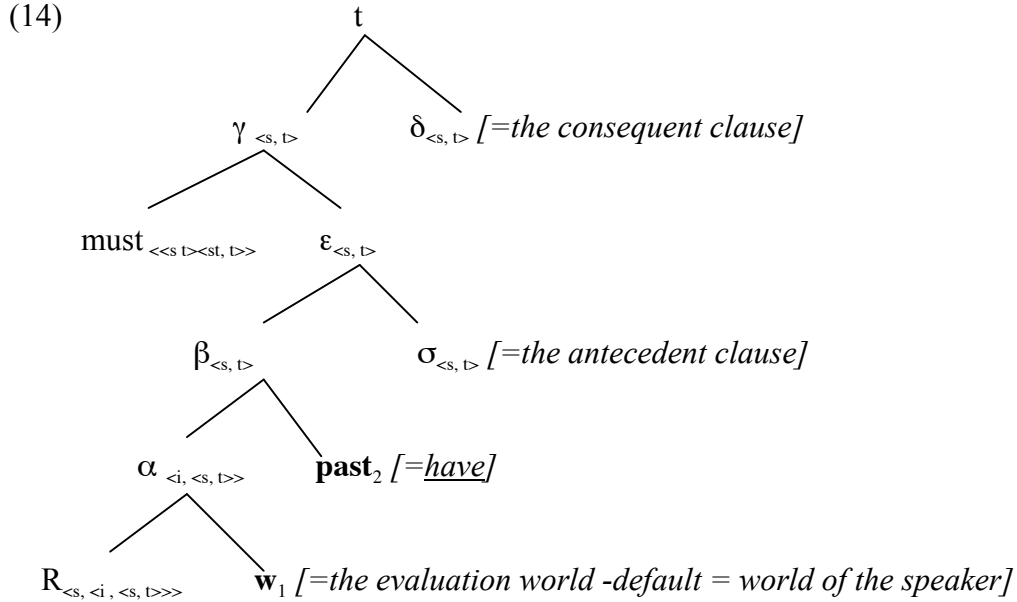 (14) t
γ <s, t> δ<s, t> [=the consequent clause]
must <<s t><st, t>> ε<s, t>
β<s, t> σ<s, t> [=the antecedent clause]
α <i, <s, t>> past2 [=have]
R<s, <i , <s, t>>> w1 [=the evaluation world -default = world of the speaker]